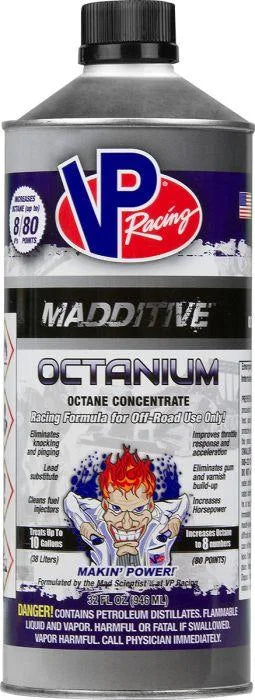 INCREASES
OCTANE (up to)
8 80
POINTS
VP
Racing
MADDITIVE
OCTANIUM
OCTANE CONCENTRATE
Racing Formula for Off-Road Use Only!
Eliminates knocking and pinging
Lead substitute
Cleans fuel injectors
Improves throttle response and acceleration
Eliminates gum and varnish build-up
Increases Horsepower
Treats Up To
10 Gallons
(38 Liters)
Increases Octane
to 8 numbers
(80 POINTS)
MAKIN' POWER!
Formulated by the Mad Scientist's at VP Racing
32 FL OZ (946 ML)
DANGER! CONTAINS PETROLEUM DISTILLATES. FLAMMABLE
LIQUID AND VAPOR. HARMFUL OR FATAL IF SWALLOWED.
VAPOR HARMFUL. CALL PHYSICIAN IMMEDIATELY.